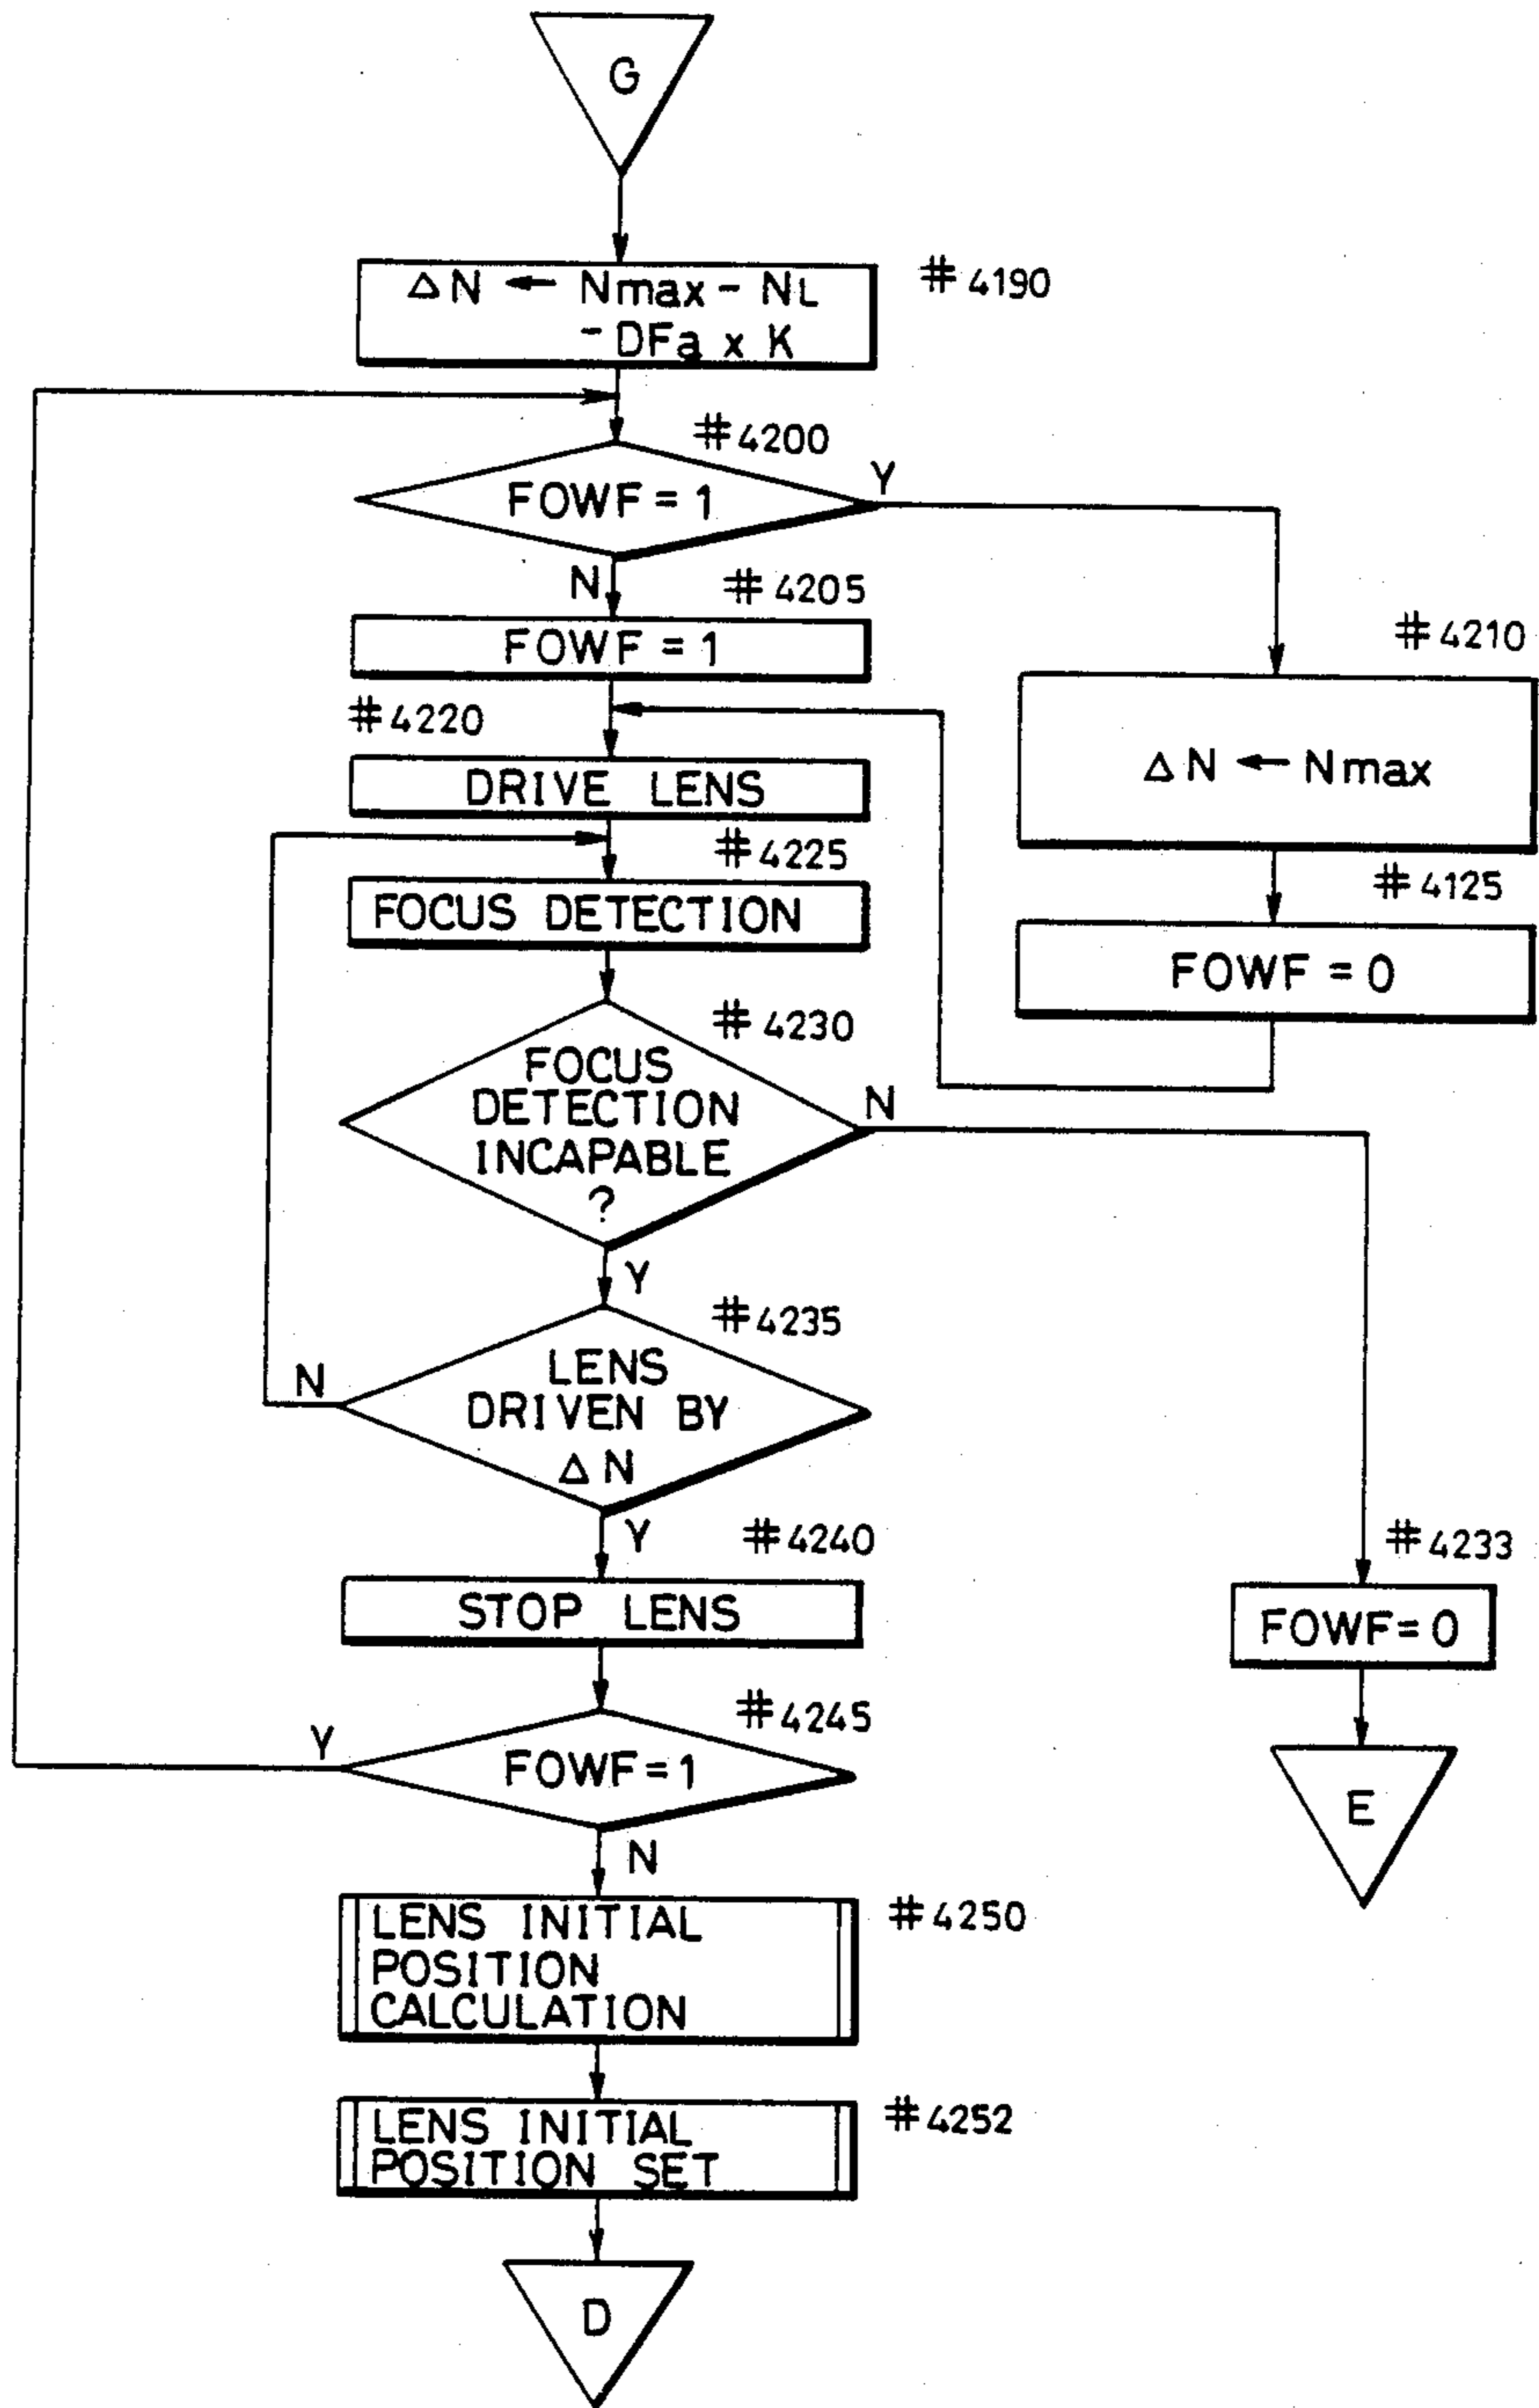 G
ΔN ← Nmax - NL
- DFa x K
#4190
#4200
FOWF = 1
Y
N
#4205
FOWF = 1
#4210
ΔN ← Nmax
#4125
FOWF = 0
#4220
DRIVE LENS
#4225
FOCUS DETECTION
#4230
FOCUS
DETECTION
INCAPABLE
?
N
Y
#4235
LENS
DRIVEN BY
ΔN
N
Y
#4240
STOP LENS
#4233
FOWF=0
E
#4245
FOWF=1
Y
N
LENS INITIAL
POSITION
CALCULATION
#4250
LENS INITIAL
POSITION SET
#4252
D